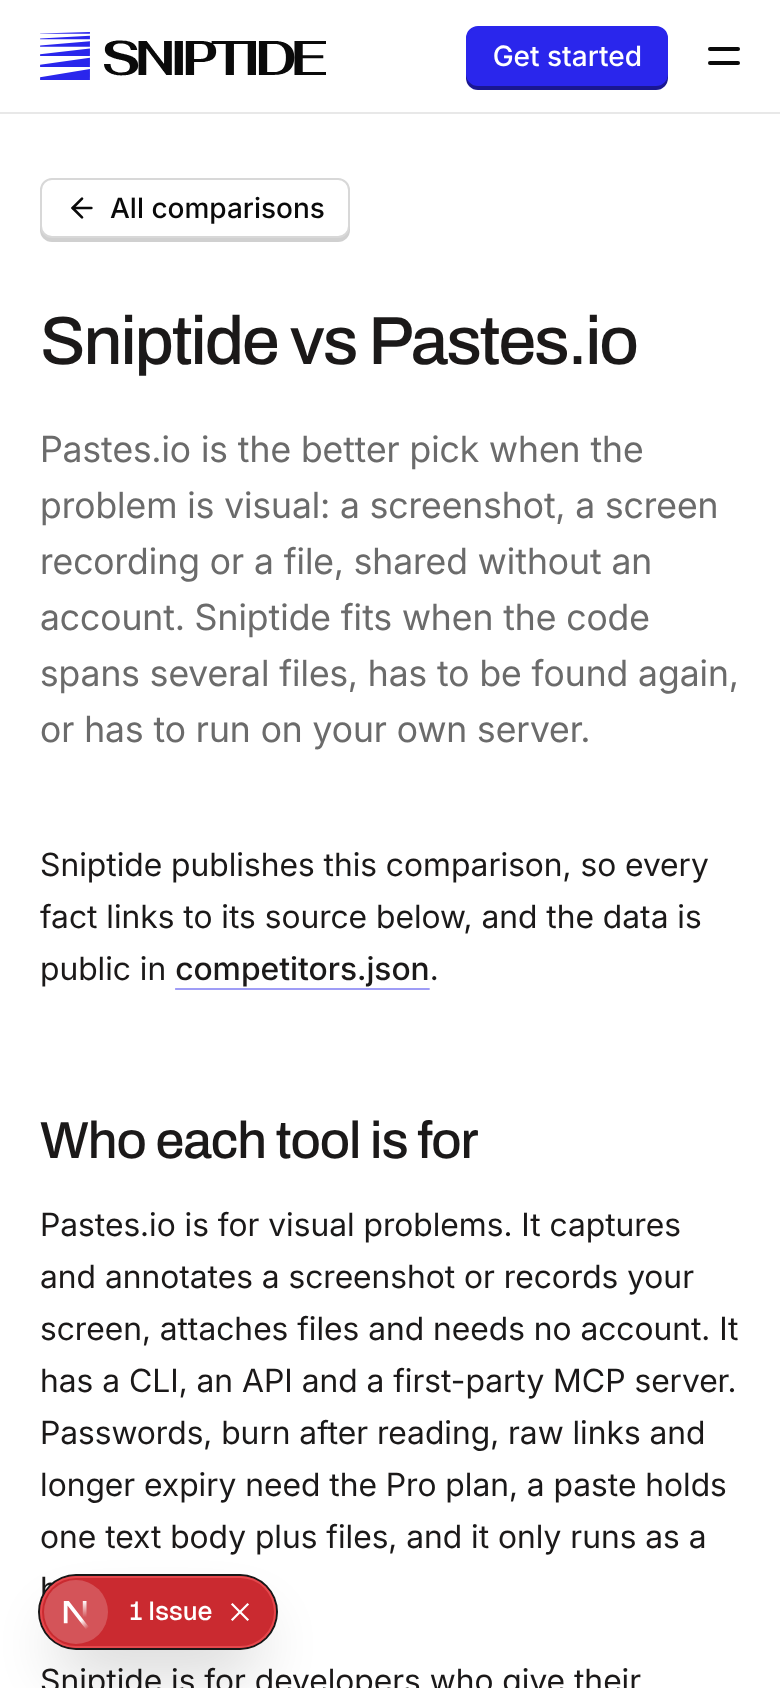 SNIPTIDE
Get started
All comparisons
Sniptide vs Pastes.io
Pastes.io is the better pick when the
problem is visual: a screenshot, a screen
recording or a file, shared without an
account. Sniptide fits when the code
spans several files, has to be found again,
or has to run on your own server.
Sniptide publishes this comparison, so every
fact links to its source below, and the data is
public in competitors.json.
Who each tool is for
Pastes.io is for visual problems. It captures
and annotates a screenshot or records your
screen, attaches files and needs no account. It
has a CLI, an API and a first-party MCP server.
Passwords, burn after reading, raw links and
longer expiry need the Pro plan, a paste holds
one text body plus files, and it only runs as a
N 1 Issue
Sniptide is for developers who give their